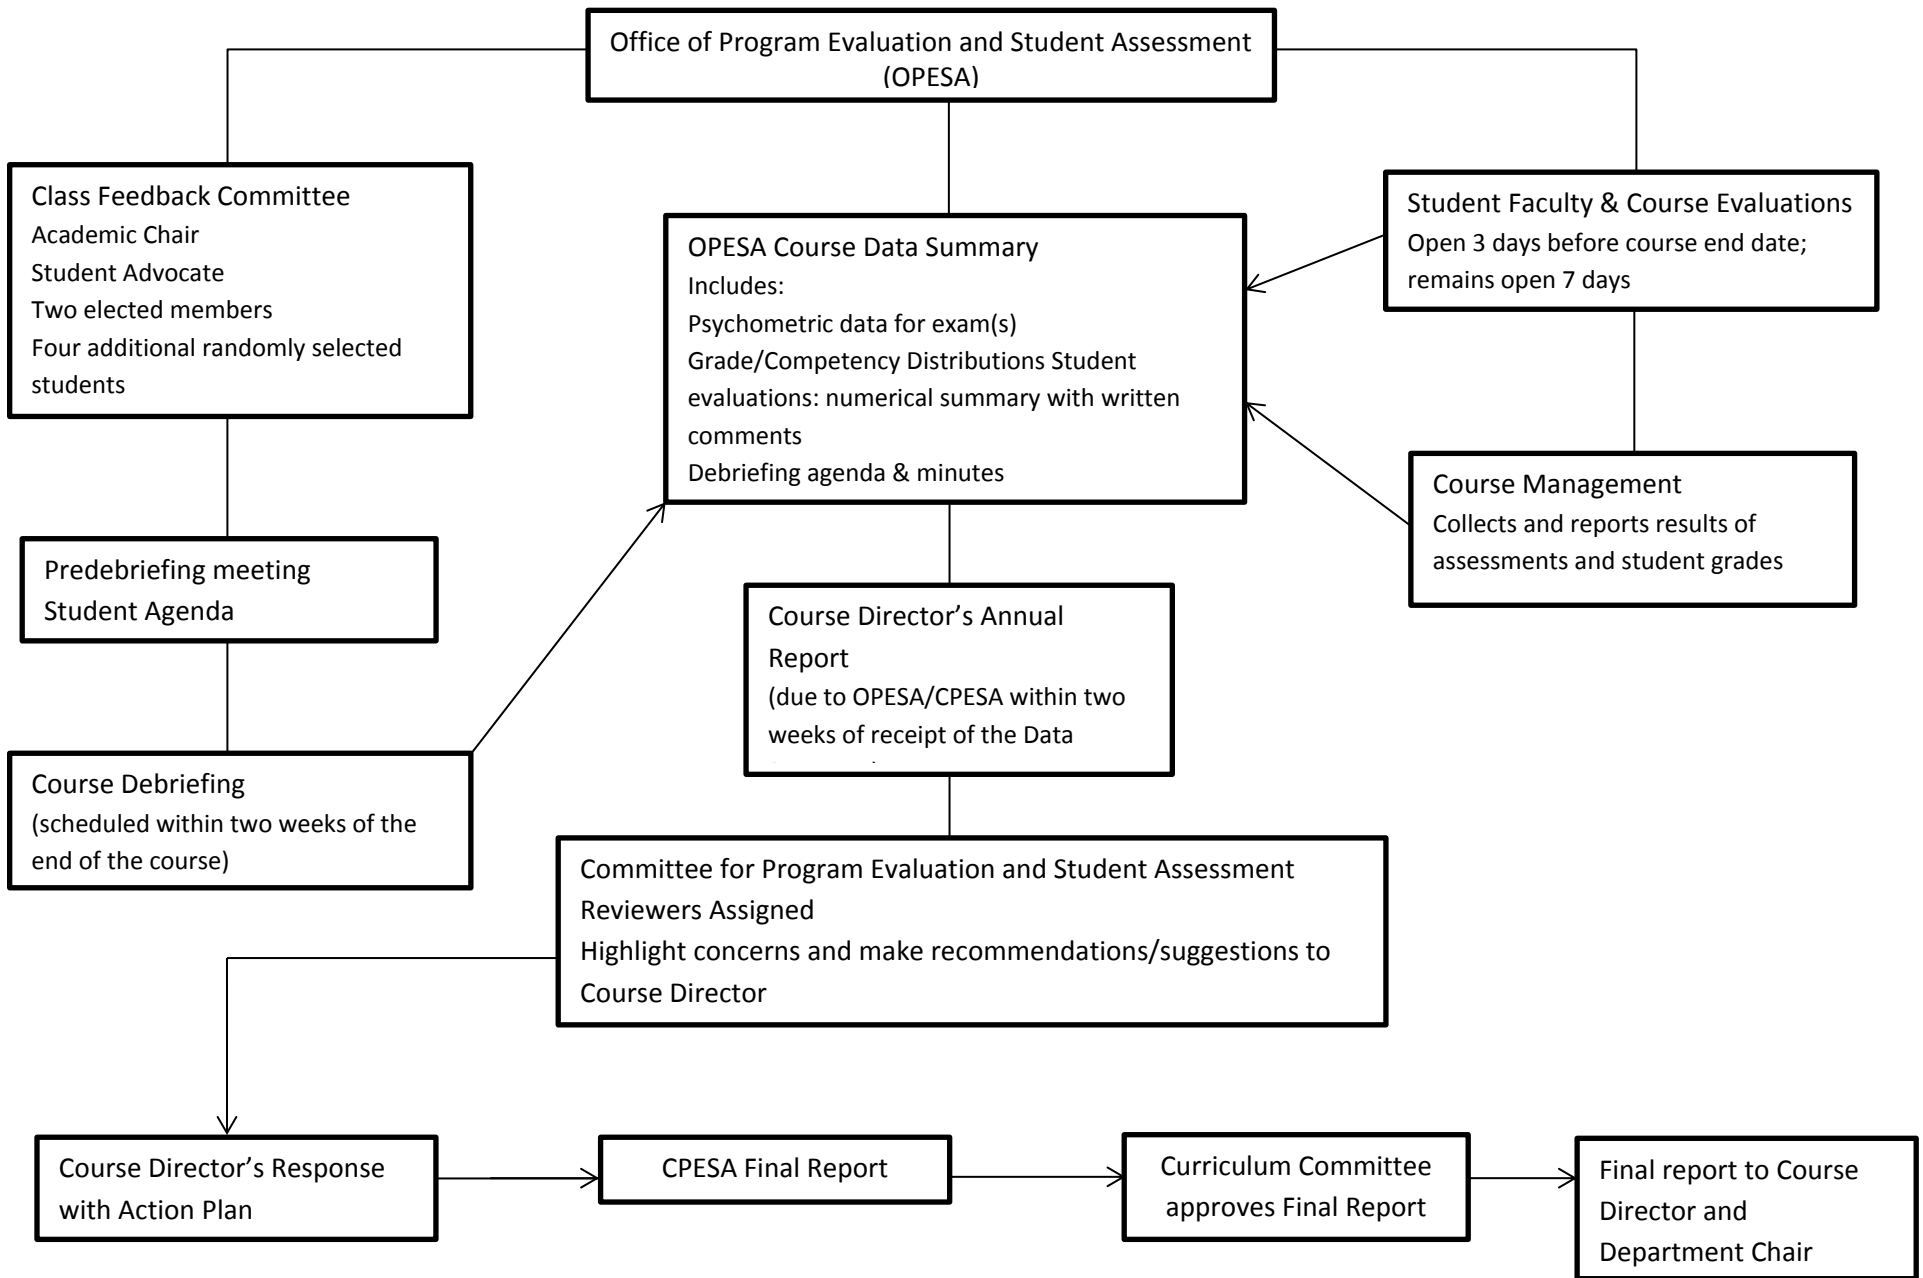 Office of Program Evaluation and Student Assessment
(OPESA)
Class Feedback Committee
Academic Chair
Student Advocate
Two elected members
Four additional randomly selected
students
OPESA Course Data Summary
Includes:
Psychometric data for exam(s)
Grade/Competency Distributions Student
evaluations: numerical summary with written
comments
Debriefing agenda & minutes
Student Faculty & Course Evaluations
Open 3 days before course end date;
remains open 7 days
Course Management
Collects and reports results of
assessments and student grades
Predebriefing meeting
Student Agenda
Course Director’s Annual
Report
(due to OPESA/CPESA within two
weeks of receipt of the Data
Course Debriefing
(scheduled within two weeks of the
end of the course)
Committee for Program Evaluation and Student Assessment
Reviewers Assigned
Highlight concerns and make recommendations/suggestions to
Course Director
Course Director’s Response
with Action Plan
CPESA Final Report
Curriculum Committee
approves Final Report
Final report to Course
Director and
Department Chair